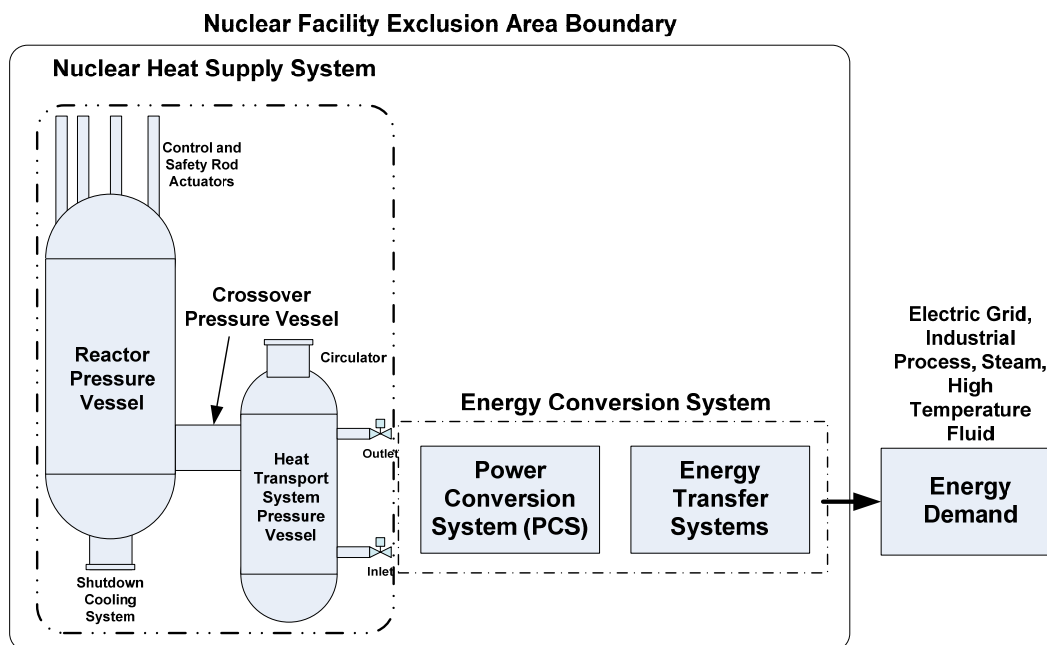 Nuclear Facility Exclusion Area Boundary
Nuclear Heat Supply System
Control and
Safety Rod
Actuators
Crossover
Pressure Vessel
Circulator
Reactor
Pressure
Vessel
Outlet
Heat
Transport
System
Pressure
Vessel
Inlet
Shutdown
Cooling
System
Energy Conversion System
Power
Conversion
System (PCS)
Energy
Transfer
Systems
Electric Grid,
Industrial
Process, Steam,
High
Temperature
Fluid
Energy
Demand